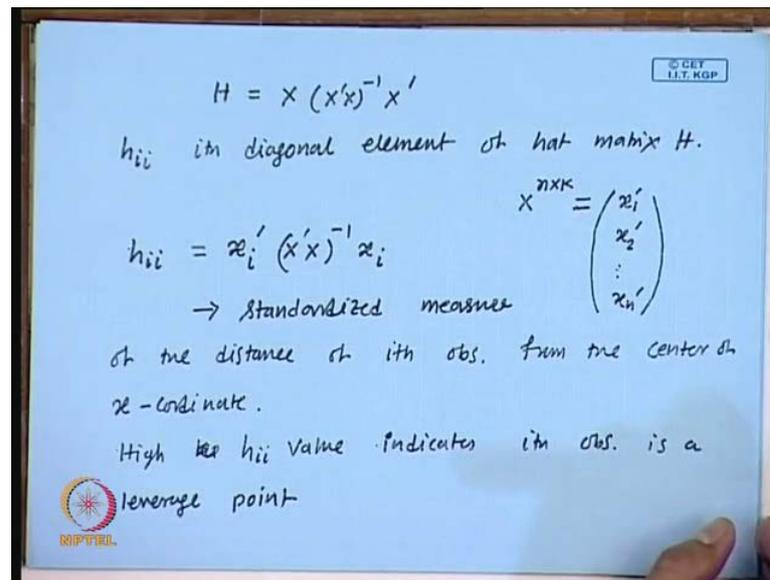 © CET
I.I.T. KGP
H = X (X'X)⁻¹ X'
hii ith diagonal element of hat matrix H.
X^{n×k} = (x₁' x₂' ⋮ xₙ')
hii = xᵢ' (X'X)⁻¹ xᵢ
→ Standardized measure
of the distance of ith obs. from the center of
x-cordinate.
High hii value indicates ith obs. is a
leverage point
NPTEL